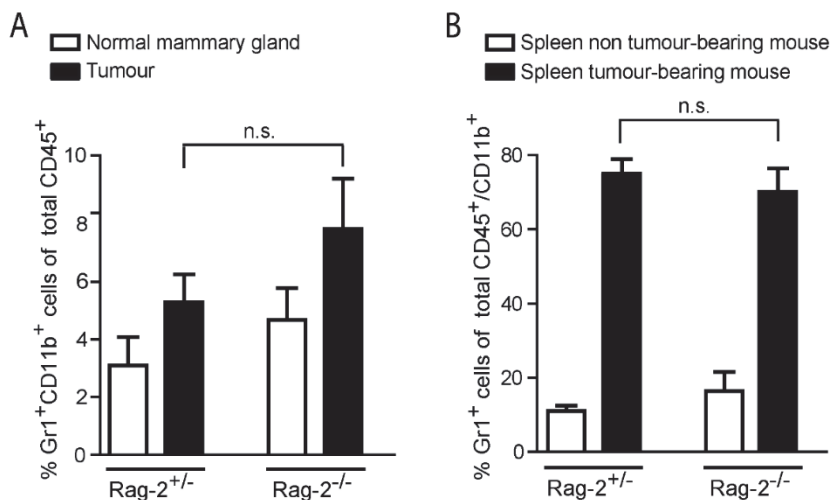 A
Normal mammary gland
Tumour
n.s.
% Gr1⁺CD11b⁺ cells of total CD45⁺
10
8
6
4
2
0
Rag-2⁺/⁻
Rag-2⁻/⁻
B
Spleen non tumour-bearing mouse
Spleen tumour-bearing mouse
n.s.
% Gr1⁺ cells of total CD45⁺/CD11b⁺
80
60
40
20
0
Rag-2⁺/⁻
Rag-2⁻/⁻